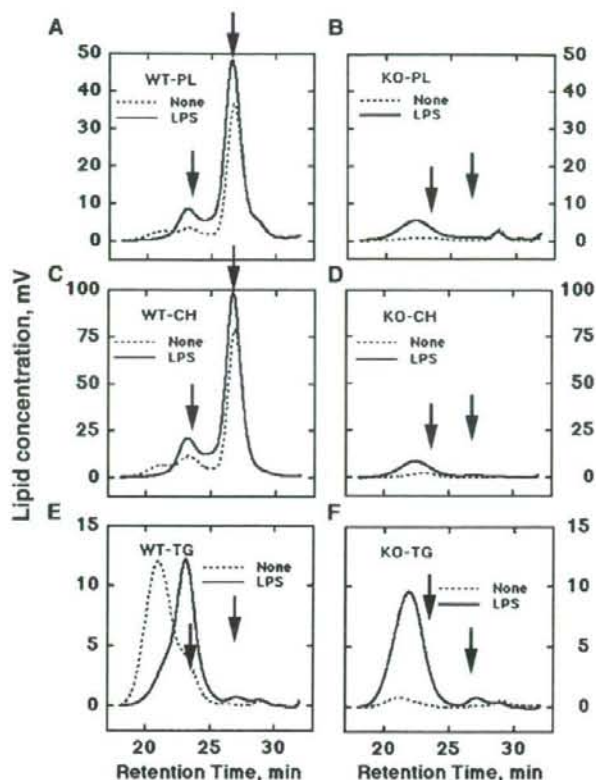 A
WT-PL
None
LPS
50
40
30
20
10
0
B
KO-PL
None
LPS
50
40
30
20
10
0
C
WT-CH
None
LPS
100
75
50
25
0
D
KO-CH
None
LPS
100
75
50
25
0
E
WT-TG
None
LPS
15
10
5
0
20 25 30
Retention Time, min
F
KO-TG
None
LPS
15
10
5
0
20 25 30
Retention Time, min
Lipid concentration, mV